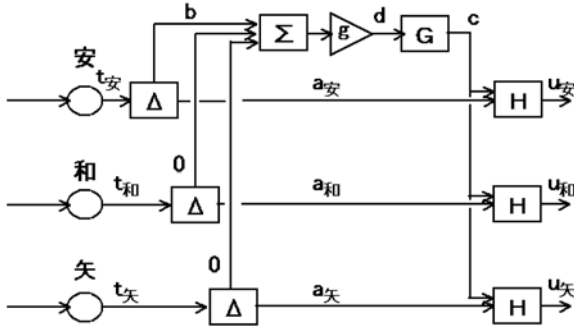 b d c
Σ g G
安 t安 Δ a安 H u安
0
和 t和 Δ a和 H u和
0
矢 t矢 Δ a矢 H u矢